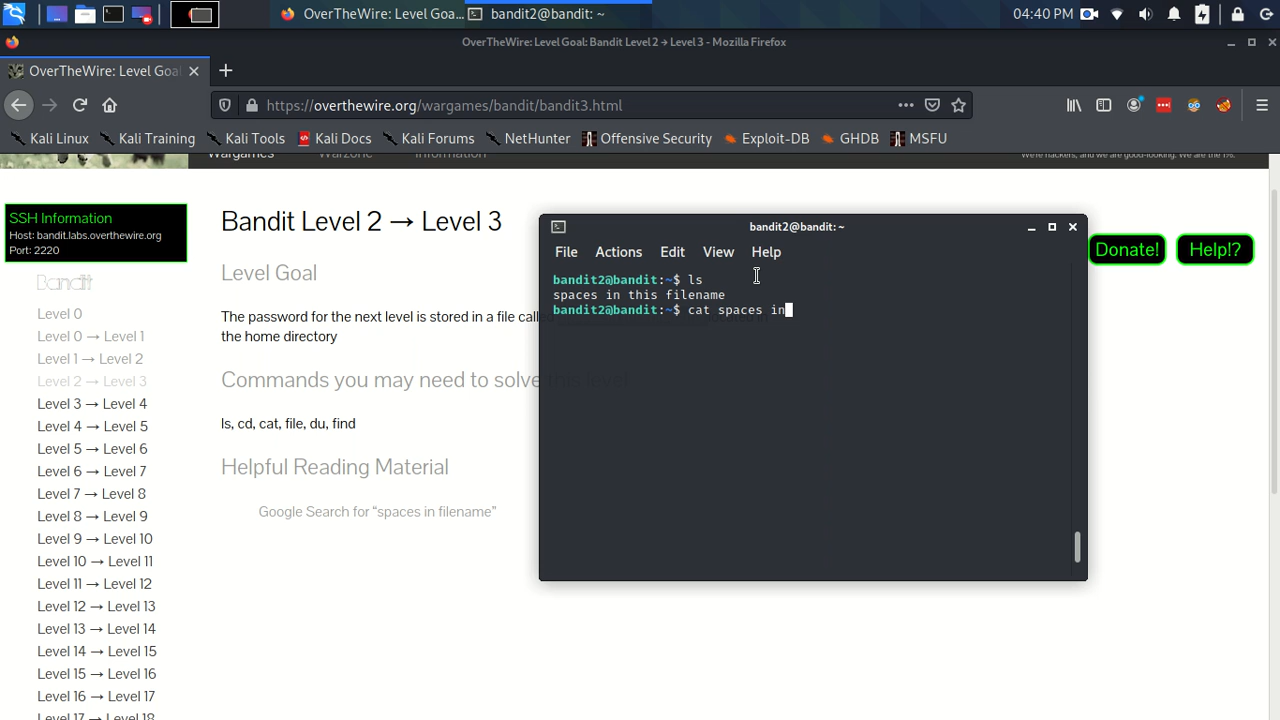 OverTheWire: Level Goa...
bandit2@bandit: ~
04:40 PM
OverTheWire: Level Goal: Bandit Level 2 → Level 3 - Mozilla Firefox
OverTheWire: Level Goal
https://overthewire.org/wargames/bandit/bandit3.html
Kali Linux
Kali Training
Kali Tools
Kali Docs
Kali Forums
NetHunter
Offensive Security
Exploit-DB
GHDB
MSFU
Wargames
Warzone
Information
We're hackers, and we are good-looking. We are the 1%.
SSH Information
Host: bandit.labs.overthewire.org
Port: 2220
Bandit
Level 0
Level 0 → Level 1
Level 1 → Level 2
Level 2 → Level 3
Level 3 → Level 4
Level 4 → Level 5
Level 5 → Level 6
Level 6 → Level 7
Level 7 → Level 8
Level 8 → Level 9
Level 9 → Level 10
Level 10 → Level 11
Level 11 → Level 12
Level 12 → Level 13
Level 13 → Level 14
Level 14 → Level 15
Level 15 → Level 16
Level 16 → Level 17
Level 17 → Level 18
Bandit Level 2 → Level 3
Level Goal
The password for the next level is stored in a file call
the home directory
Commands you may need to solve this level
ls, cd, cat, file, du, find
Helpful Reading Material
Google Search for “spaces in filename”
Donate!
Help!?
bandit2@bandit: ~
File Actions Edit View Help
bandit2@bandit:~$ ls
spaces in this filename
bandit2@bandit:~$ cat spaces in